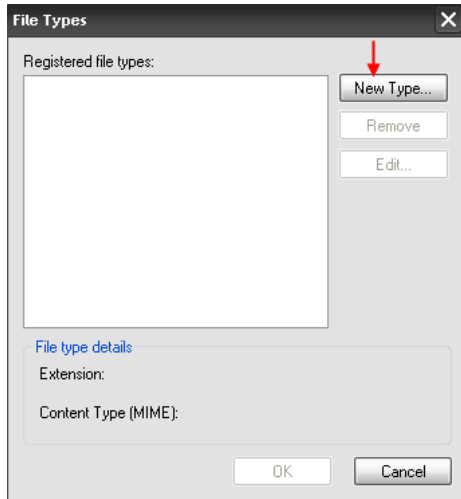 File Types
Registered file types:
New Type...
Remove
Edit...
File type details
Extension:
Content Type (MIME):
OK
Cancel